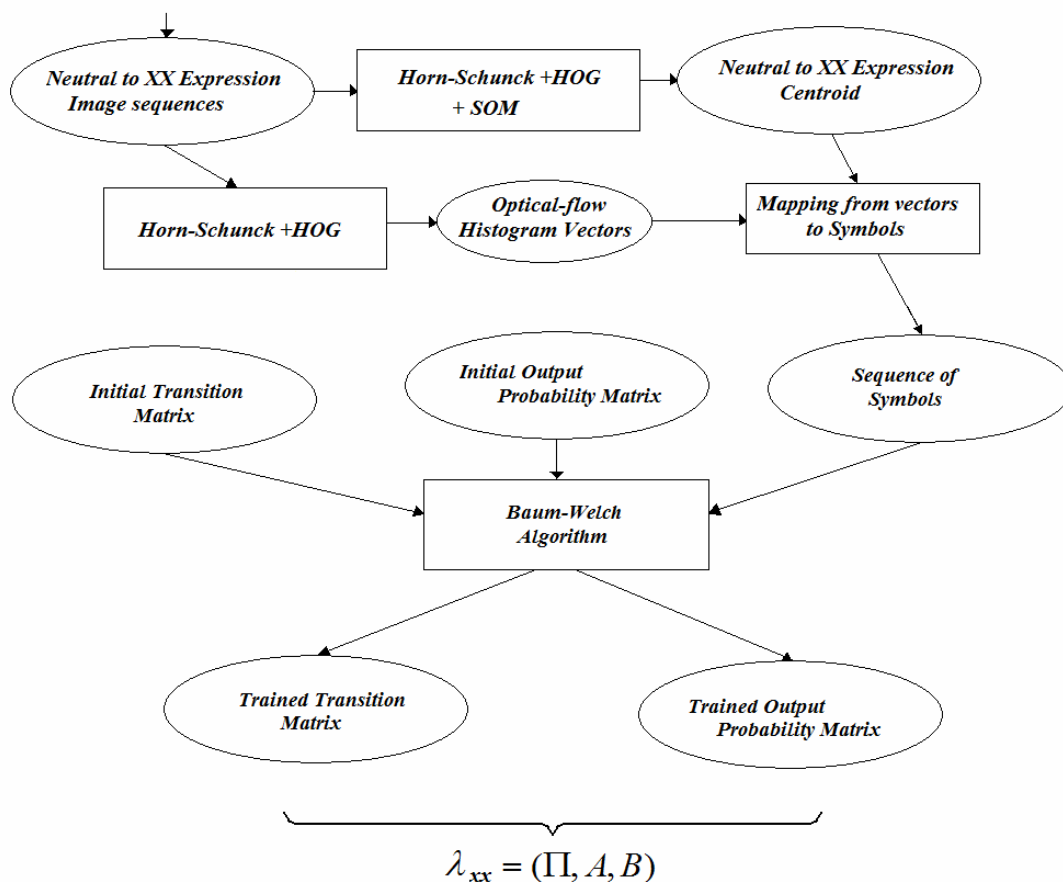 Neutral to XX Expression
Image sequences
Horn-Schunck +HOG
+ SOM
Neutral to XX Expression
Centroid
Horn-Schunck +HOG
Optical-flow
Histogram Vectors
Mapping from vectors
to Symbols
Initial Transition
Matrix
Initial Output
Probability Matrix
Sequence of
Symbols
Baum-Welch
Algorithm
Trained Transition
Matrix
Trained Output
Probability Matrix
λxx = (Π, A, B)